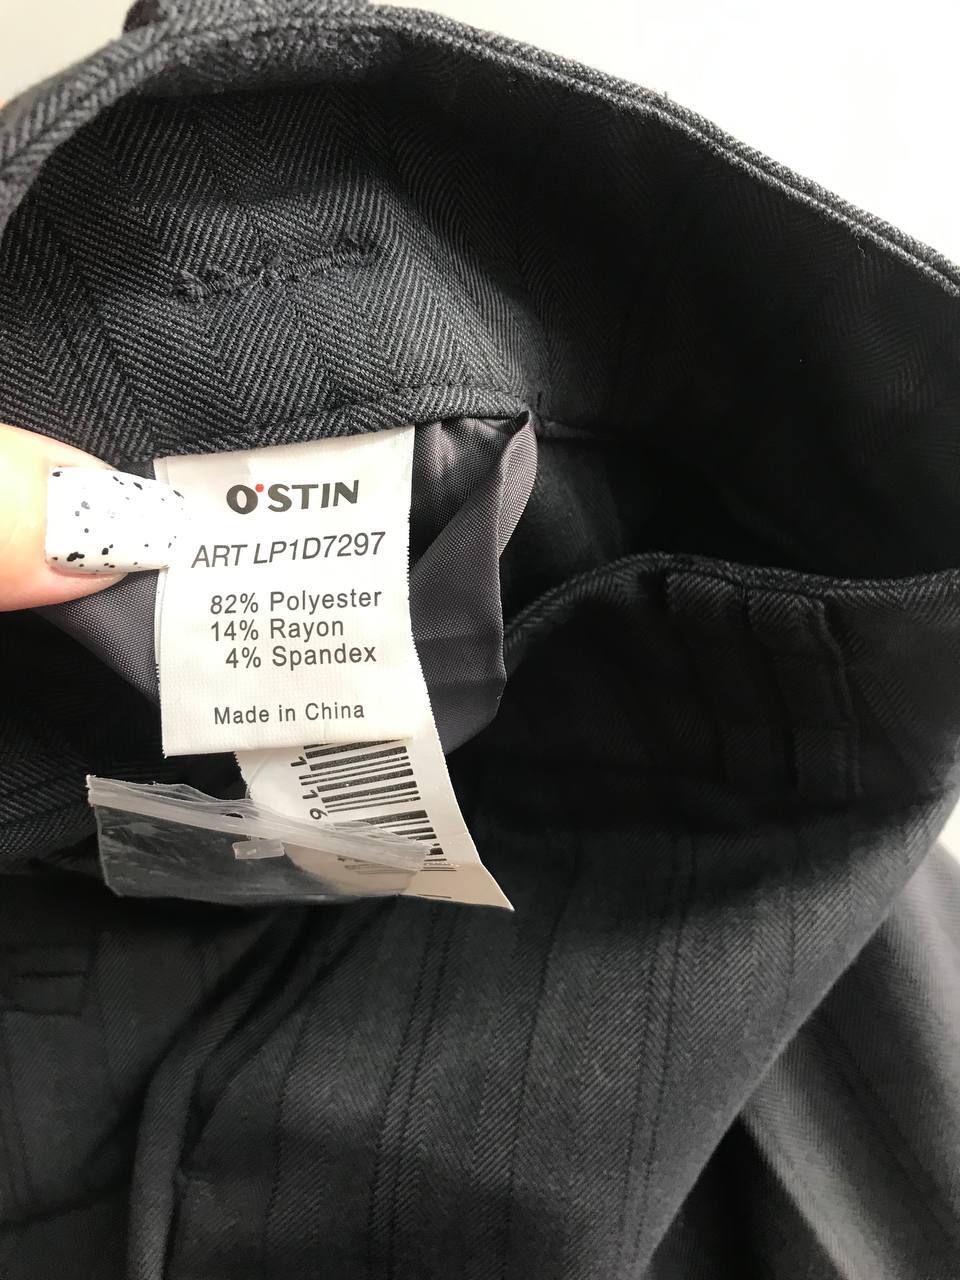 O'STIN
ART LP1D7297
82% Polyester
14% Rayon
4% Spandex
Made in China